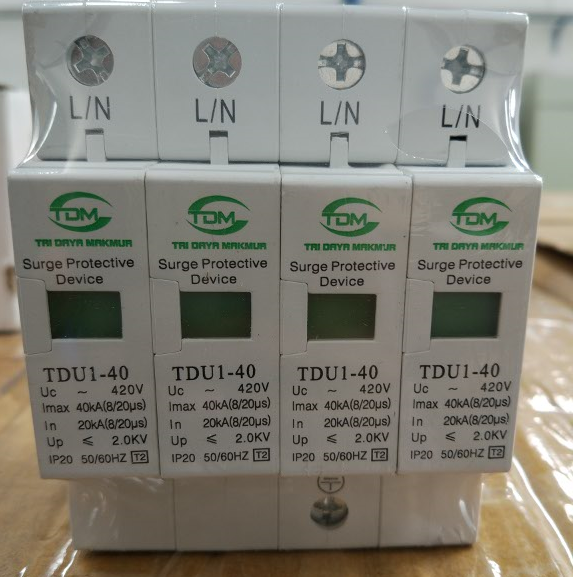 L/N L/N L/N L/N
TDM TDM TDM TDM
TRI DAYA MAKMUR TRI DAYA MAKMUR TRI DAYA MAKMUR TRI DAYA MAKMUR
Surge Protective Surge Protective Surge Protective Surge Protective
Device Device Device Device
TDU1-40 TDU1-40 TDU1-40 TDU1-40
Uc ~ 420V Uc ~ 420V Uc ~ 420V Uc ~ 420V
Imax 40kA(8/20µs) Imax 40kA(8/20µs) Imax 40kA(8/20µs) Imax 40kA(8/20µs)
In 20kA(8/20µs) In 20kA(8/20µs) In 20kA(8/20µs) In 20kA(8/20µs)
Up ≤ 2.0KV Up ≤ 2.0KV Up ≤ 2.0KV Up ≤ 2.0KV
IP20 50/60HZ T2 IP20 50/60HZ T2 IP20 50/60HZ T2 IP20 50/60HZ T2